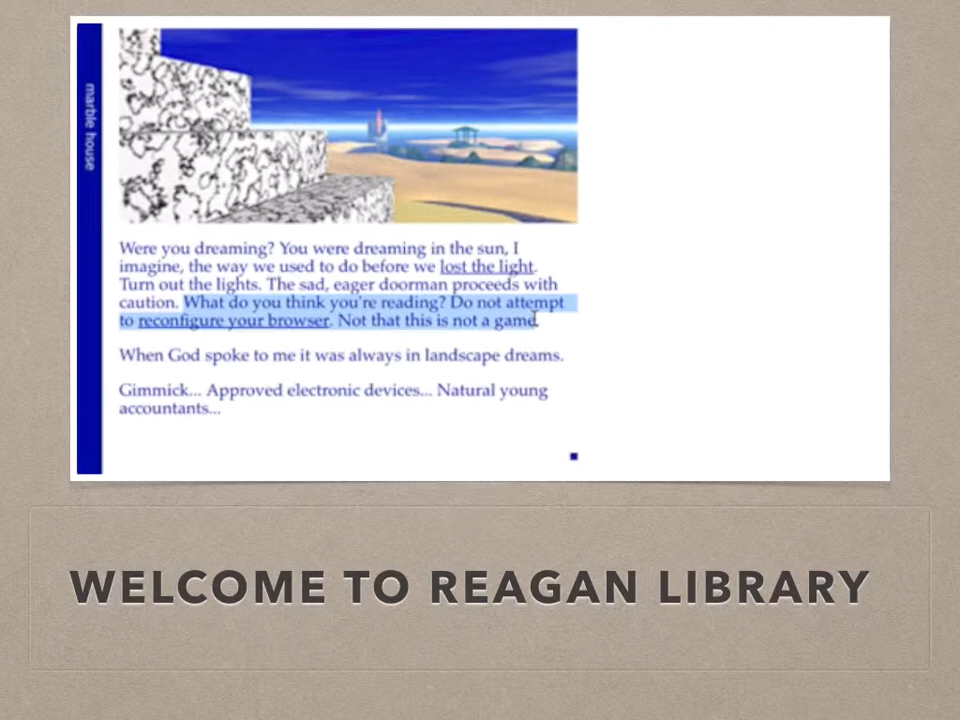 marble house
Were you dreaming? You were dreaming in the sun, I
imagine, the way we used to do before we lost the light.
Turn out the lights. The sad, eager doorman proceeds with
caution. What do you think you're reading? Do not attempt
to reconfigure your browser. Not that this is not a game.
When God spoke to me it was always in landscape dreams.
Gimmick... Approved electronic devices... Natural young
accountants...
WELCOME TO REAGAN LIBRARY